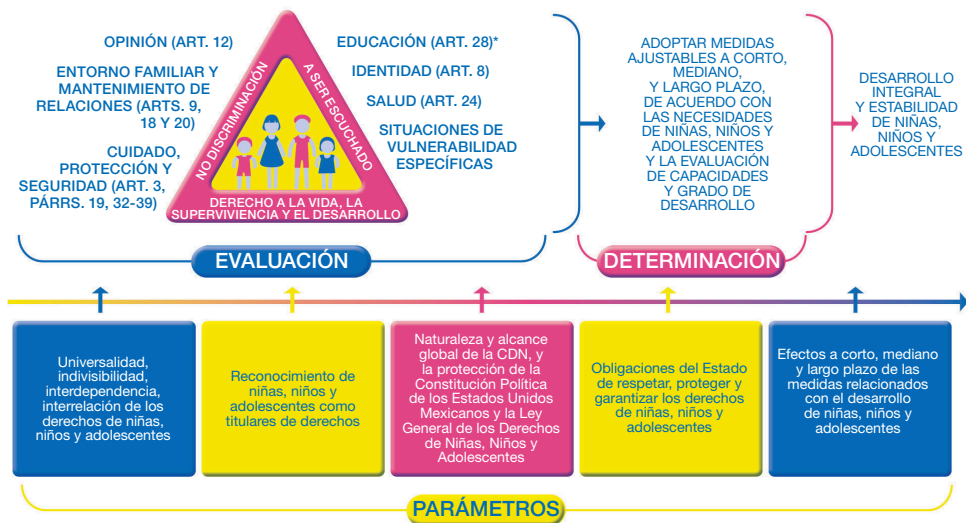 OPINIÓN (ART. 12)
ENTORNO FAMILIAR Y
MANTENIMIENTO DE
RELACIONES (ARTS. 9,
18 Y 20)
CUIDADO,
PROTECCIÓN Y
SEGURIDAD (ART. 3,
PÁRRS. 19, 32-39)
NO DISCRIMINACIÓN
A SER ESCUCHADO
DERECHO A LA VIDA, LA
SUPERVIVIENCIA Y EL DESARROLLO
EDUCACIÓN (ART. 28)*
IDENTIDAD (ART. 8)
SALUD (ART. 24)
SITUACIONES DE
VULNERABILIDAD
ESPECÍFICAS
ADOPTAR MEDIDAS
AJUSTABLES A CORTO,
MEDIANO,
Y LARGO PLAZO,
DE ACUERDO CON
LAS NECESIDADES
DE NIÑAS, NIÑOS Y
ADOLESCENTES
Y LA EVALUACIÓN
DE CAPACIDADES
Y GRADO DE
DESARROLLO
DESARROLLO
INTEGRAL
Y ESTABILIDAD
DE NIÑAS,
NIÑOS Y
ADOLESCENTES
EVALUACIÓN
DETERMINACIÓN
Universalidad,
indivisibilidad,
interdependencia,
interrelación de los
derechos de niñas,
niños y adolescentes
Reconocimiento de
niñas, niños y
adolescentes como
titulares de derechos
Naturaleza y alcance
global de la CDN, y
la protección de la
Constitución Política
de los Estados Unidos
Mexicanos y la Ley
General de los Derechos
de Niñas, Niños y
Adolescentes
Obligaciones del Estado
de respetar, proteger y
garantizar los derechos
de niñas, niños y
adolescentes
Efectos a corto, mediano
y largo plazo de las
medidas relacionados
con el desarrollo
de niñas, niños y
adolescentes
PARÁMETROS